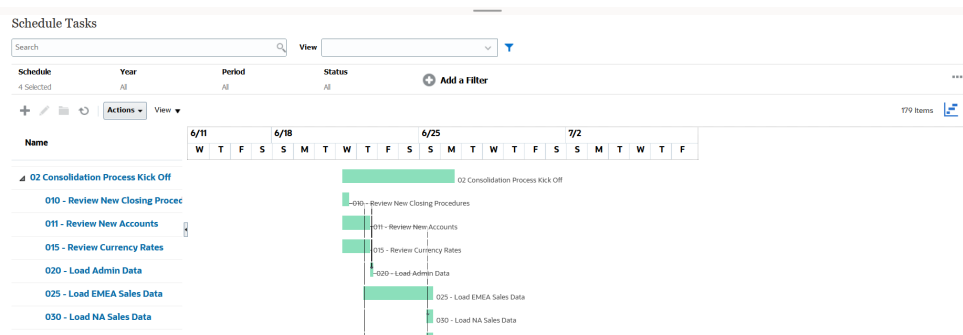 Schedule Tasks
Search View
Schedule Year Period Status Add a Filter
4 Selected All All All
Actions View 179 Items
Name 6/11 6/18 6/25 7/2
W T F S S M T W T F S S M T W T F S S M T W T F
02 Consolidation Process Kick Off 02 Consolidation Process Kick Off
010 - Review New Closing Proced 010 - Review New Closing Procedures
011 - Review New Accounts 011 - Review New Accounts
015 - Review Currency Rates 015 - Review Currency Rates
020 - Load Admin Data 020 - Load Admin Data
025 - Load EMEA Sales Data 025 - Load EMEA Sales Data
030 - Load NA Sales Data 030 - Load NA Sales Data